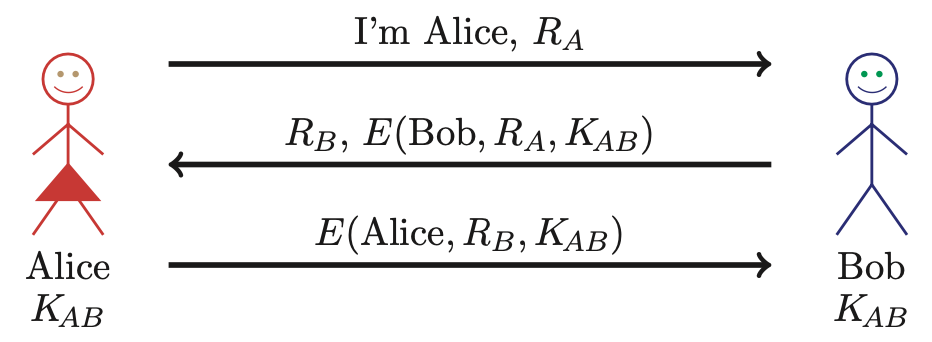 I'm Alice, R_A
R_B, E(Bob, R_A, K_AB)
E(Alice, R_B, K_AB)
Alice
K_AB
Bob
K_AB